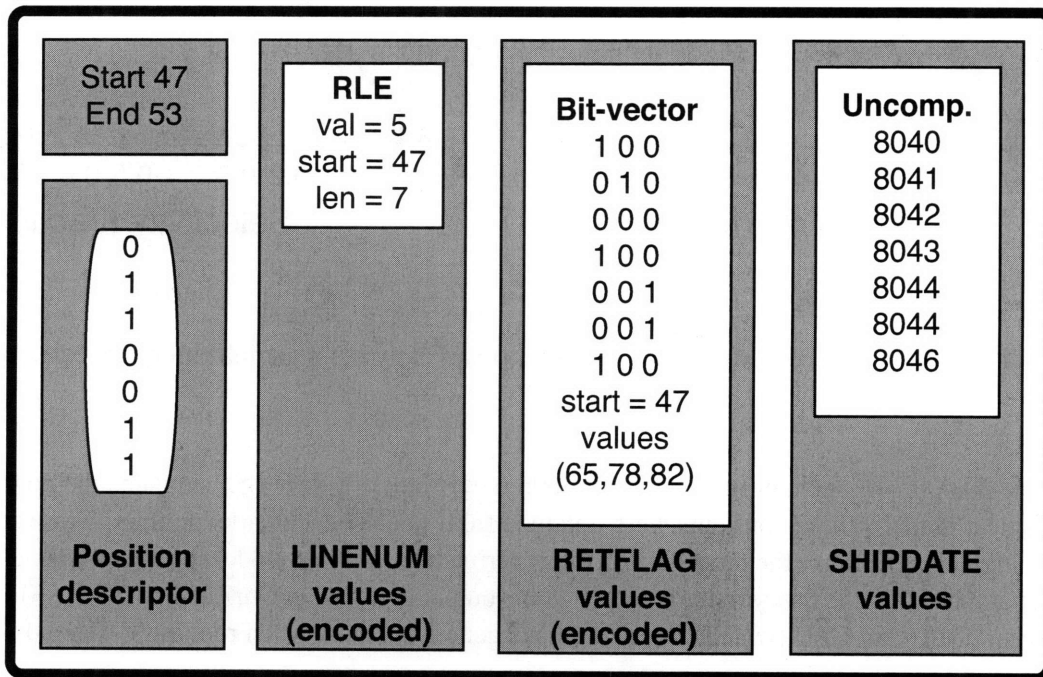 Start 47
End 53
0
1
1
0
0
1
1
Position
descriptor
RLE
val = 5
start = 47
len = 7
LINENUM
values
(encoded)
Bit-vector
1 0 0
0 1 0
0 0 0
1 0 0
0 0 1
0 0 1
1 0 0
start = 47
values
(65,78,82)
RETFLAG
values
(encoded)
Uncomp.
8040
8041
8042
8043
8044
8044
8046
SHIPDATE
values